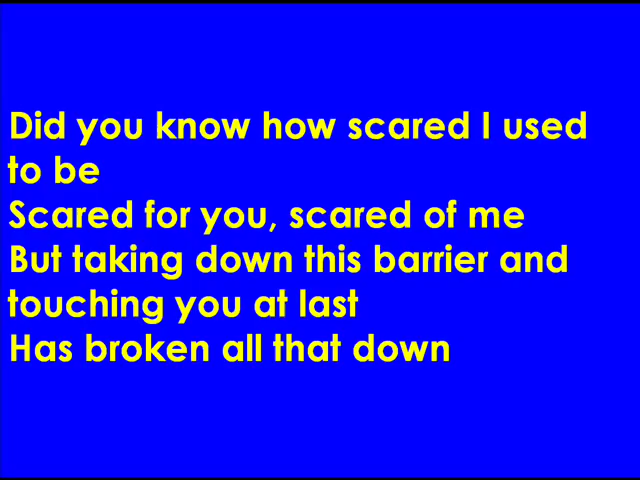 Did you know how scared I used
to be
Scared for you, scared of me
But taking down this barrier and
touching you at last
Has broken all that down